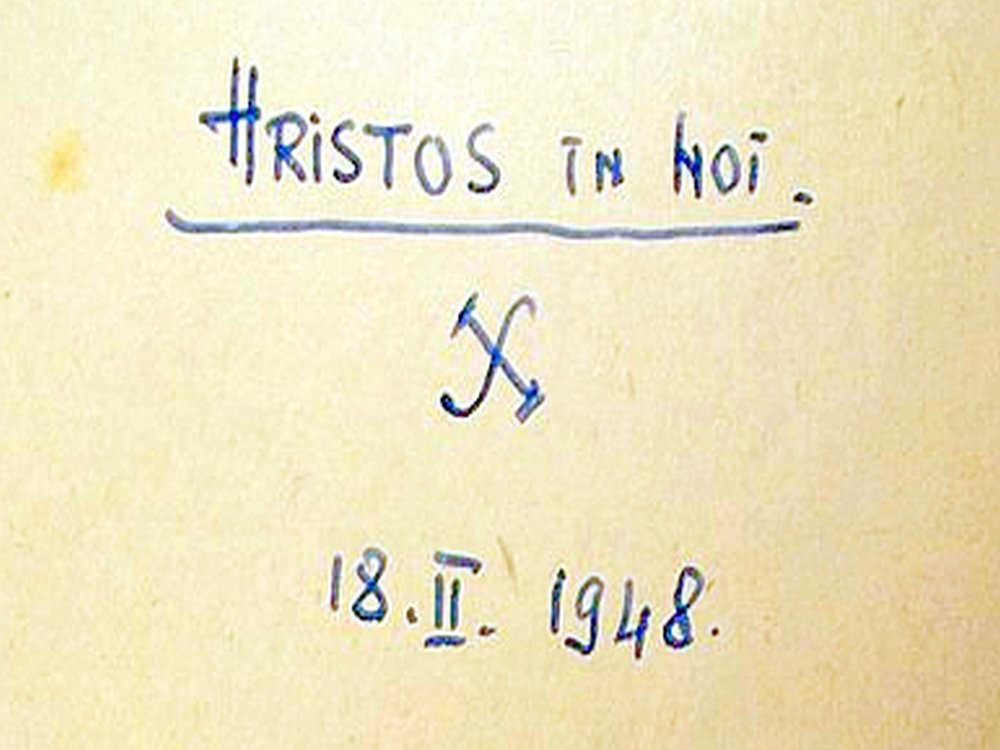 HRiSTOS în NOI.
X
18.II. 1948.